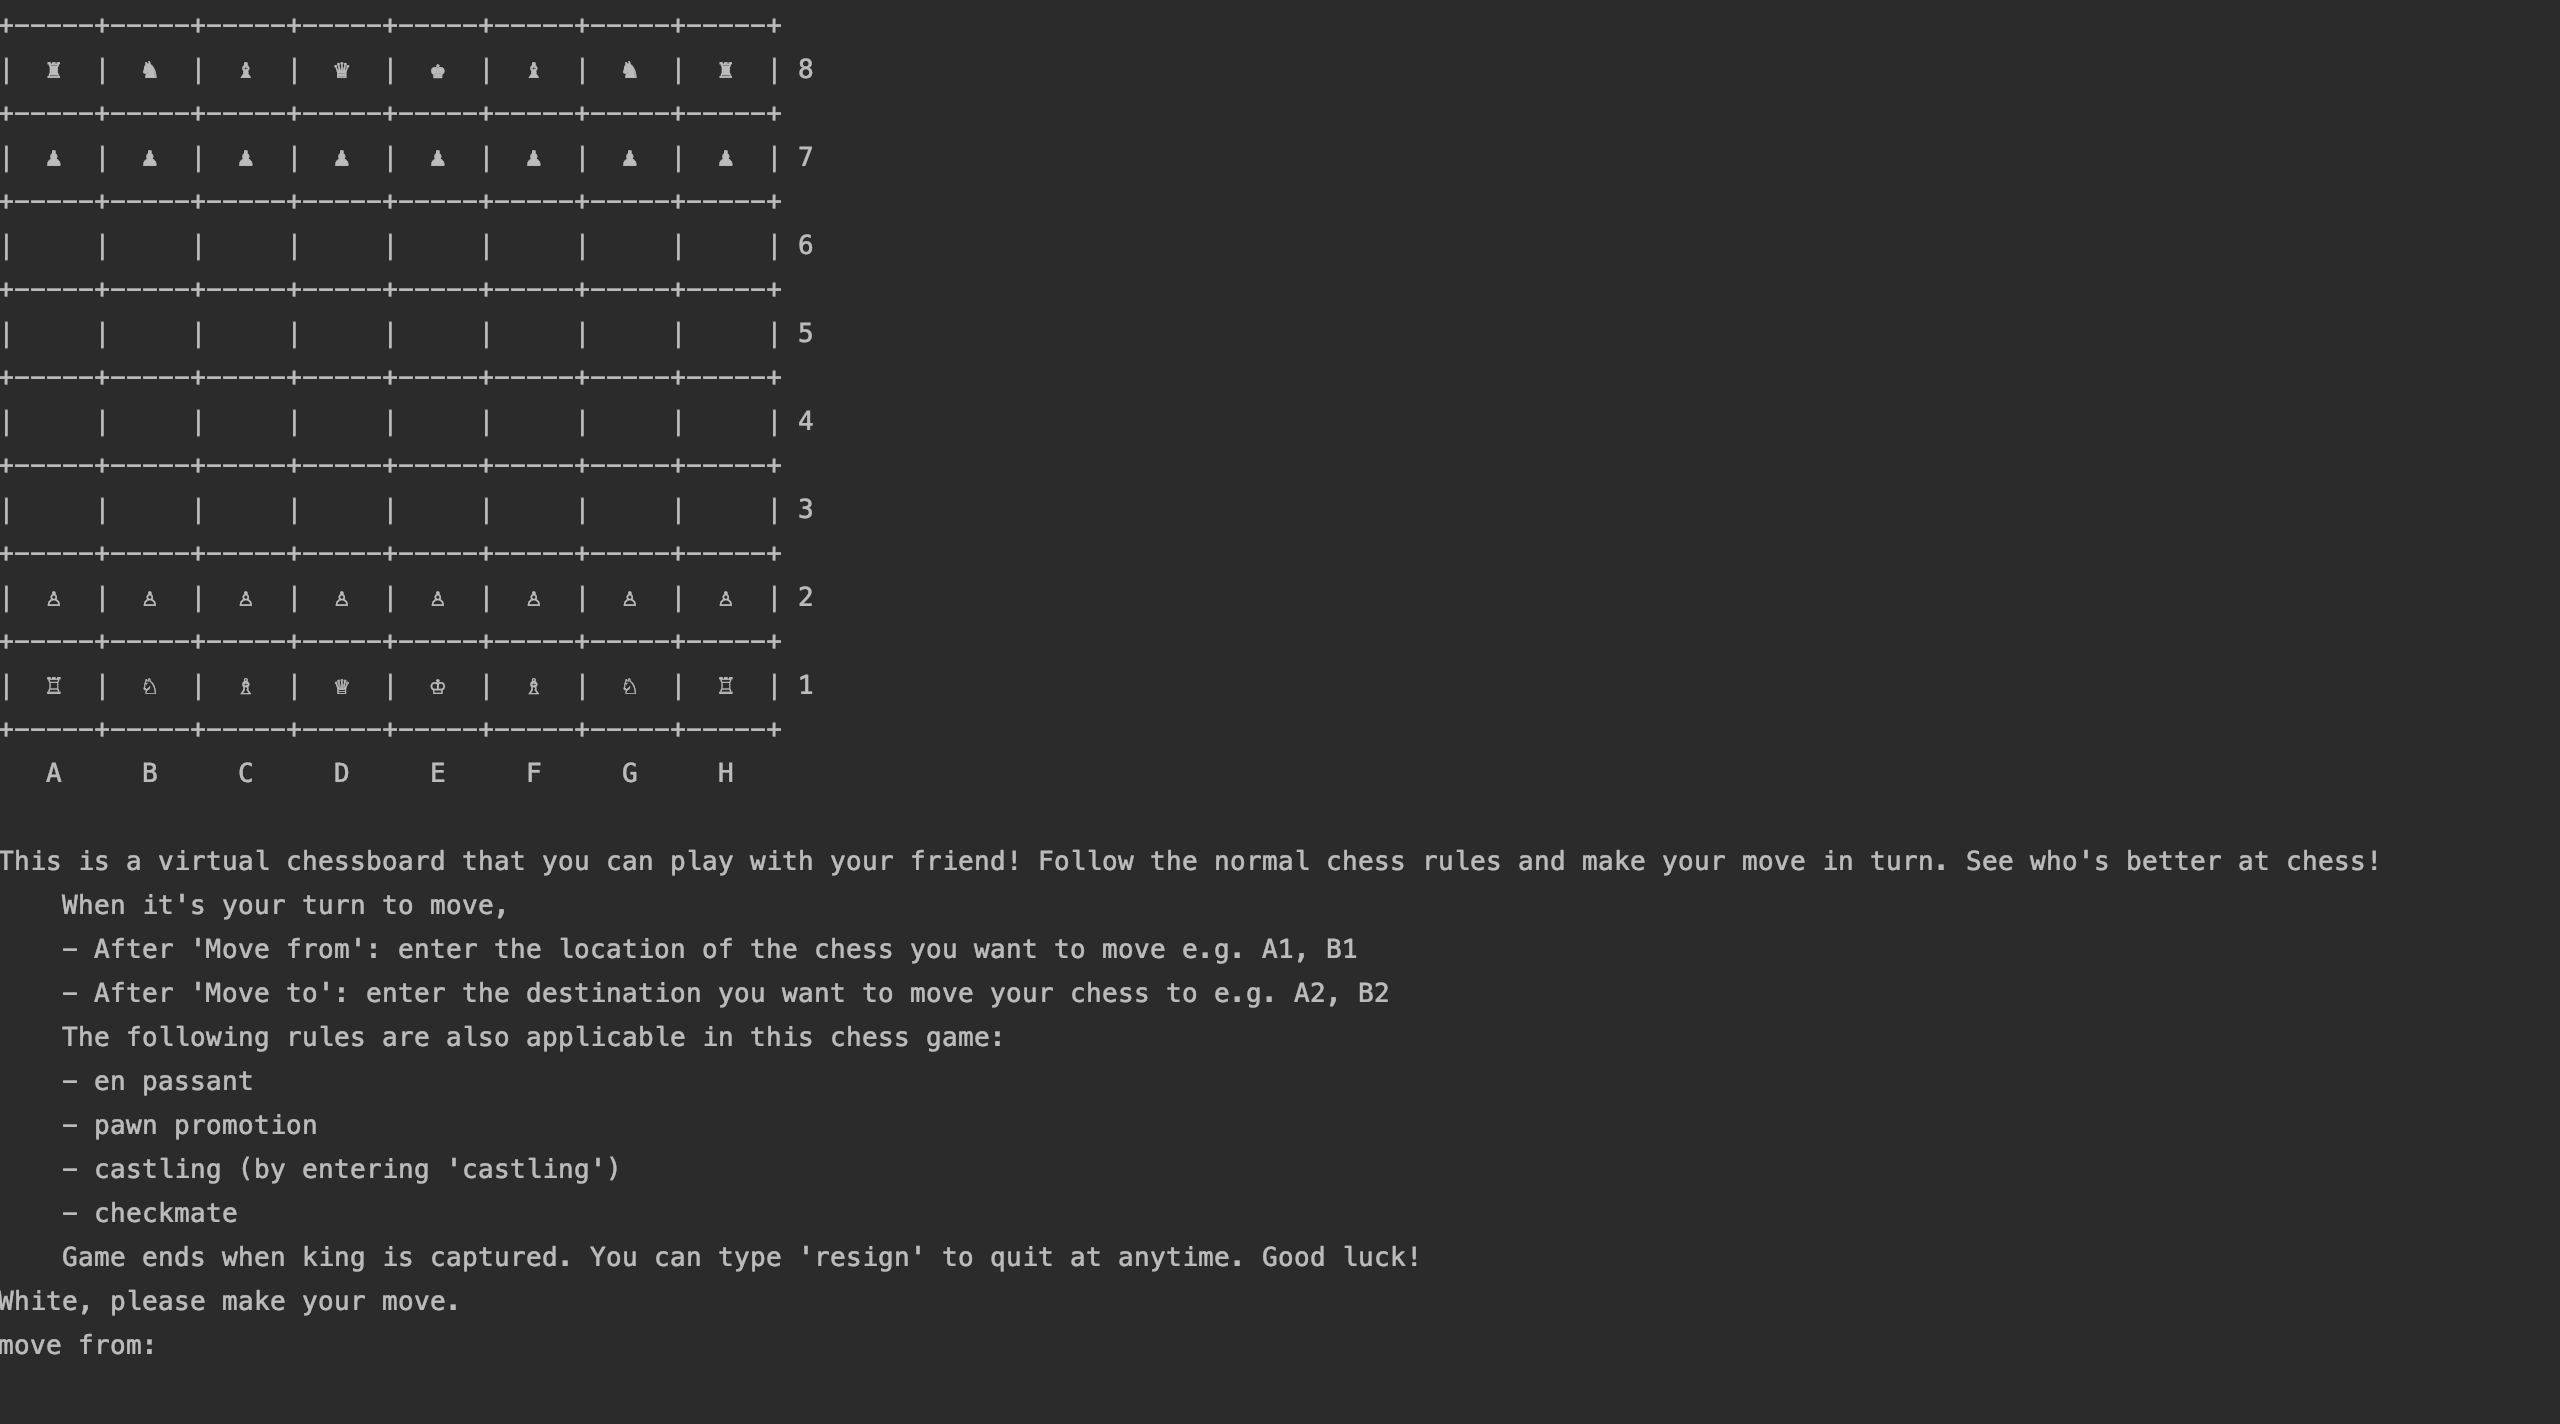 +-----+-----+-----+-----+-----+-----+-----+-----+
|  ♜  |  ♞  |  ♝  |  ♛  |  ♚  |  ♝  |  ♞  |  ♜  | 8
+-----+-----+-----+-----+-----+-----+-----+-----+
|  ♟  |  ♟  |  ♟  |  ♟  |  ♟  |  ♟  |  ♟  |  ♟  | 7
+-----+-----+-----+-----+-----+-----+-----+-----+
|     |     |     |     |     |     |     |     | 6
+-----+-----+-----+-----+-----+-----+-----+-----+
|     |     |     |     |     |     |     |     | 5
+-----+-----+-----+-----+-----+-----+-----+-----+
|     |     |     |     |     |     |     |     | 4
+-----+-----+-----+-----+-----+-----+-----+-----+
|     |     |     |     |     |     |     |     | 3
+-----+-----+-----+-----+-----+-----+-----+-----+
|  ♙  |  ♙  |  ♙  |  ♙  |  ♙  |  ♙  |  ♙  |  ♙  | 2
+-----+-----+-----+-----+-----+-----+-----+-----+
|  ♖  |  ♘  |  ♗  |  ♕  |  ♔  |  ♗  |  ♘  |  ♖  | 1
+-----+-----+-----+-----+-----+-----+-----+-----+
   A     B     C     D     E     F     G     H
This is a virtual chessboard that you can play with your friend! Follow the normal chess rules and make your move in turn. See who's better at chess!
    When it's your turn to move,
    - After 'Move from': enter the location of the chess you want to move e.g. A1, B1
    - After 'Move to': enter the destination you want to move your chess to e.g. A2, B2
    The following rules are also applicable in this chess game:
    - en passant
    - pawn promotion
    - castling (by entering 'castling')
    - checkmate
    Game ends when king is captured. You can type 'resign' to quit at anytime. Good luck!
White, please make your move.
move from: